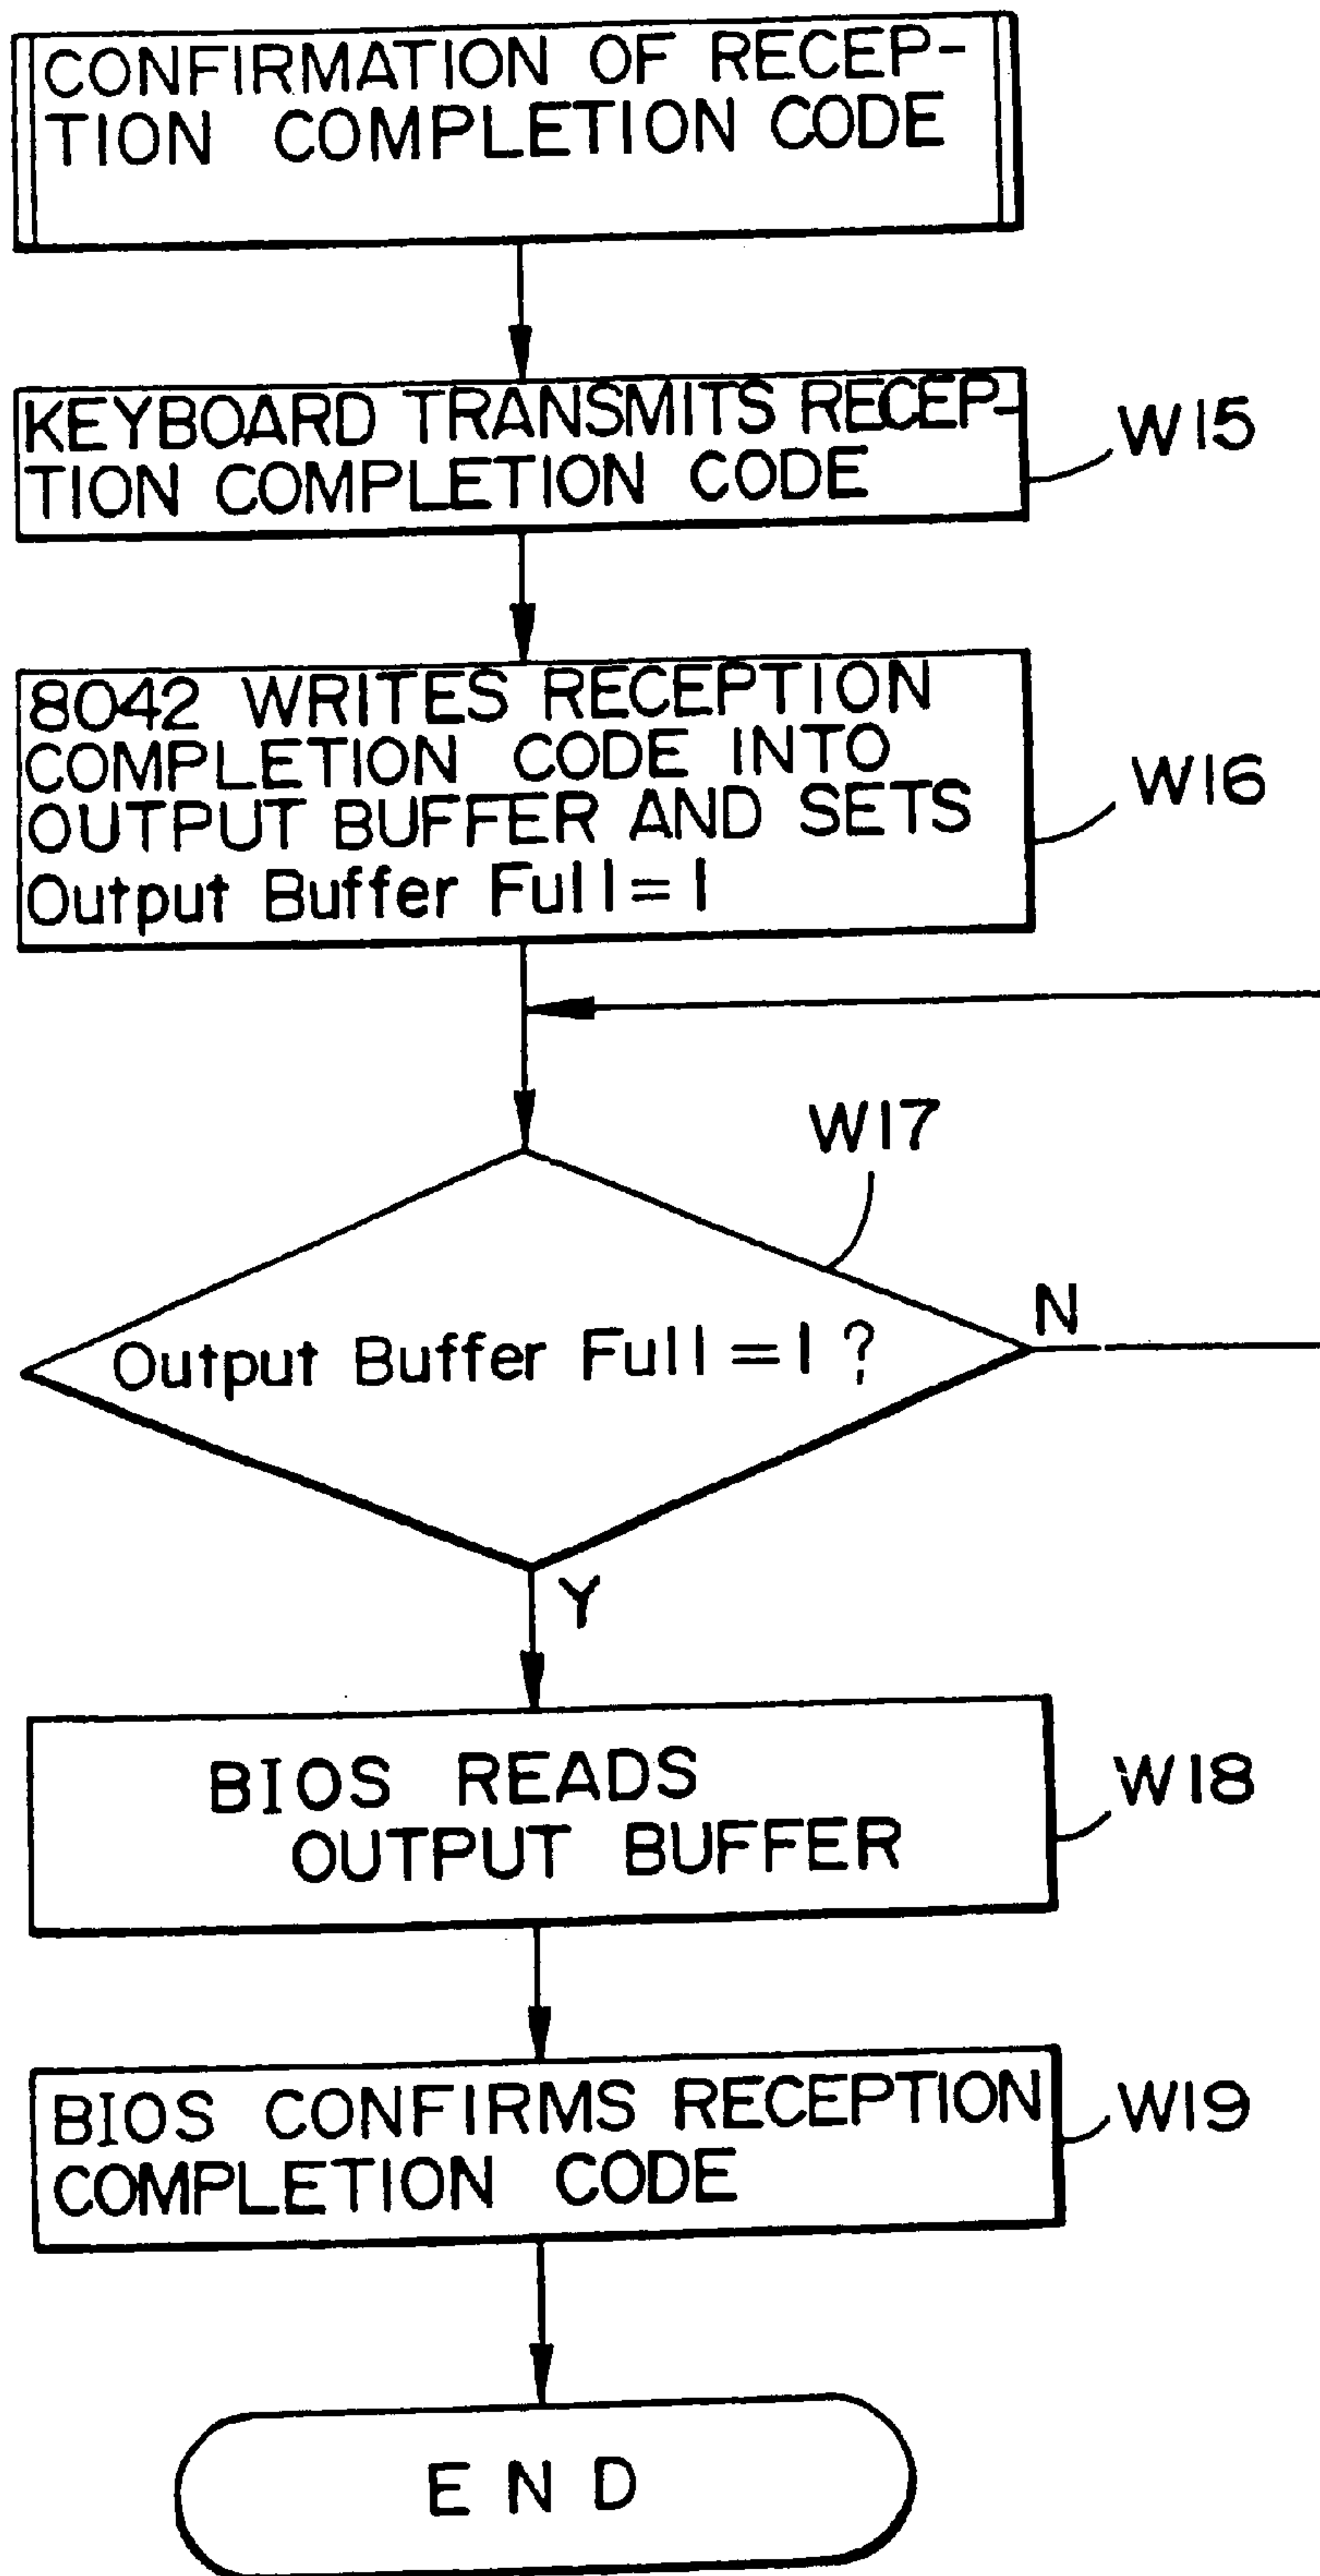 CONFIRMATION OF RECEP-
TION COMPLETION CODE
KEYBOARD TRANSMITS RECEP-
TION COMPLETION CODE
W15
8042 WRITES RECEPTION
COMPLETION CODE INTO
OUTPUT BUFFER AND SETS
Output Buffer Full=1
W16
W17
Output Buffer Full=1?
N
Y
BIOS READS
OUTPUT BUFFER
W18
BIOS CONFIRMS RECEPTION
COMPLETION CODE
W19
END